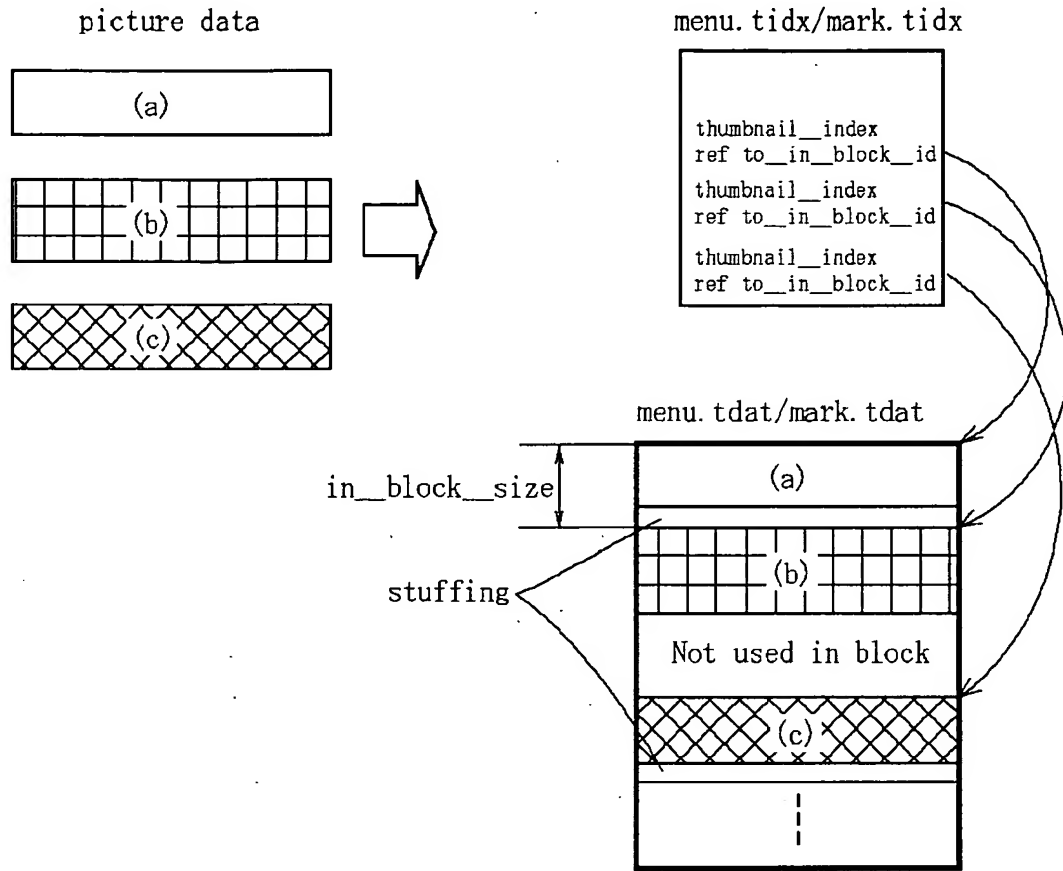 picture data
(a)
(b)
(c)
menu.tidx/mark.tidx
thumbnail__index
ref to__in__block__id
thumbnail__index
ref to__in__block__id
thumbnail__index
ref to__in__block__id
menu.tdat/mark.tdat
in__block__size
(a)
stuffing
(b)
Not used in block
(c)